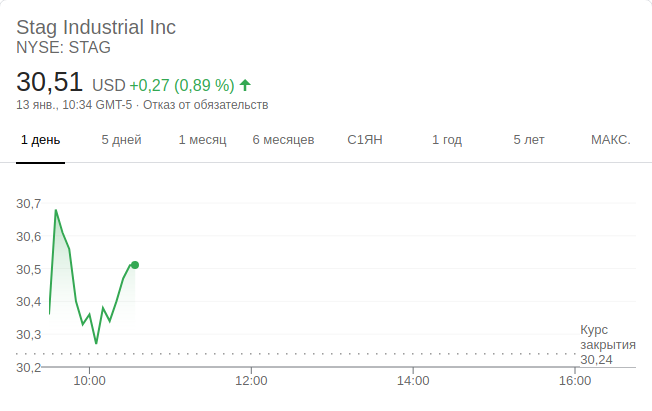 Stag Industrial Inc
NYSE: STAG
30,51 USD +0,27 (0,89 %)
13 янв., 10:34 GMT-5 · Отказ от обязательств
1 день 5 дней 1 месяц 6 месяцев С1ЯН 1 год 5 лет МАКС.
30,7
30,6
30,5
30,4
30,3
30,2
Курс
закрытия
30,24
10:00 12:00 14:00 16:00